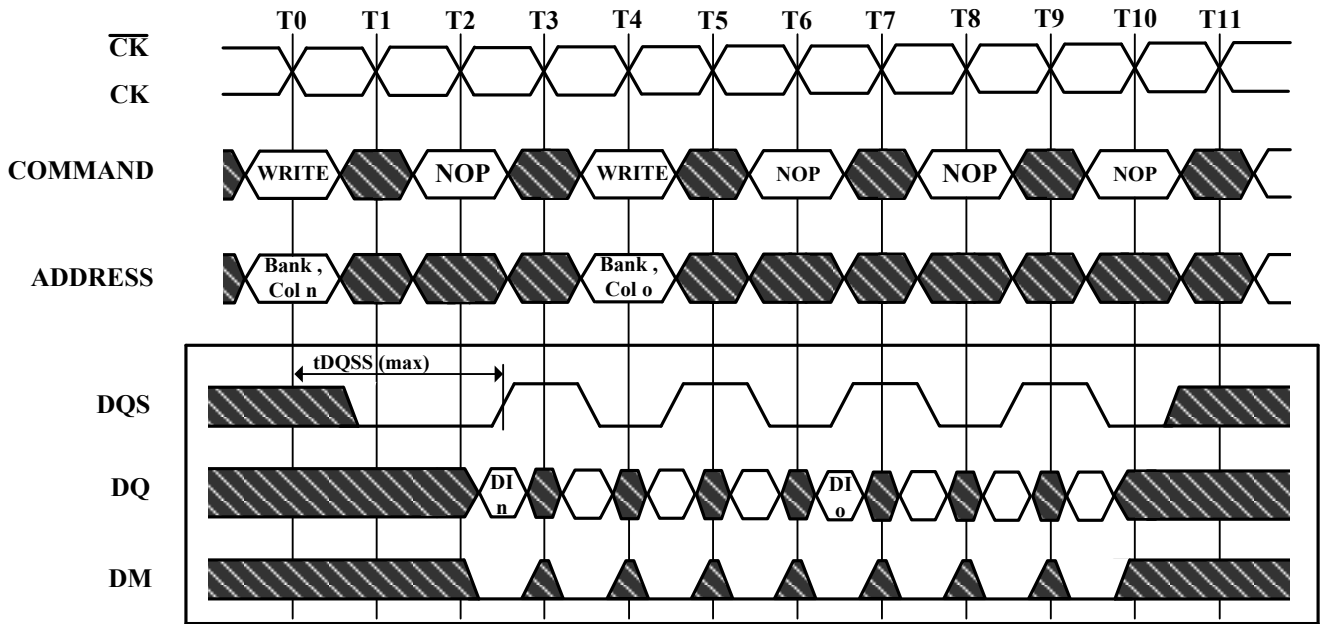 T0 T1 T2 T3 T4 T5 T6 T7 T8 T9 T10 T11
CK
CK
COMMAND WRITE NOP WRITE NOP NOP NOP
ADDRESS Bank , Bank ,
Col n Col o
tDQSS (max)
DQS
DQ DI DI
n o
DM